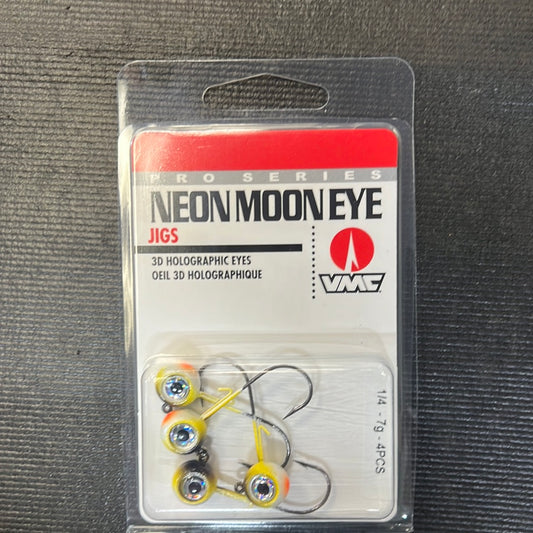 PRO SERIES
NEON MOON EYE
JIGS
3D HOLOGRAPHIC EYES
OEIL 3D HOLOGRAPHIQUE
VMC
1/4 - 7g - 4PCS